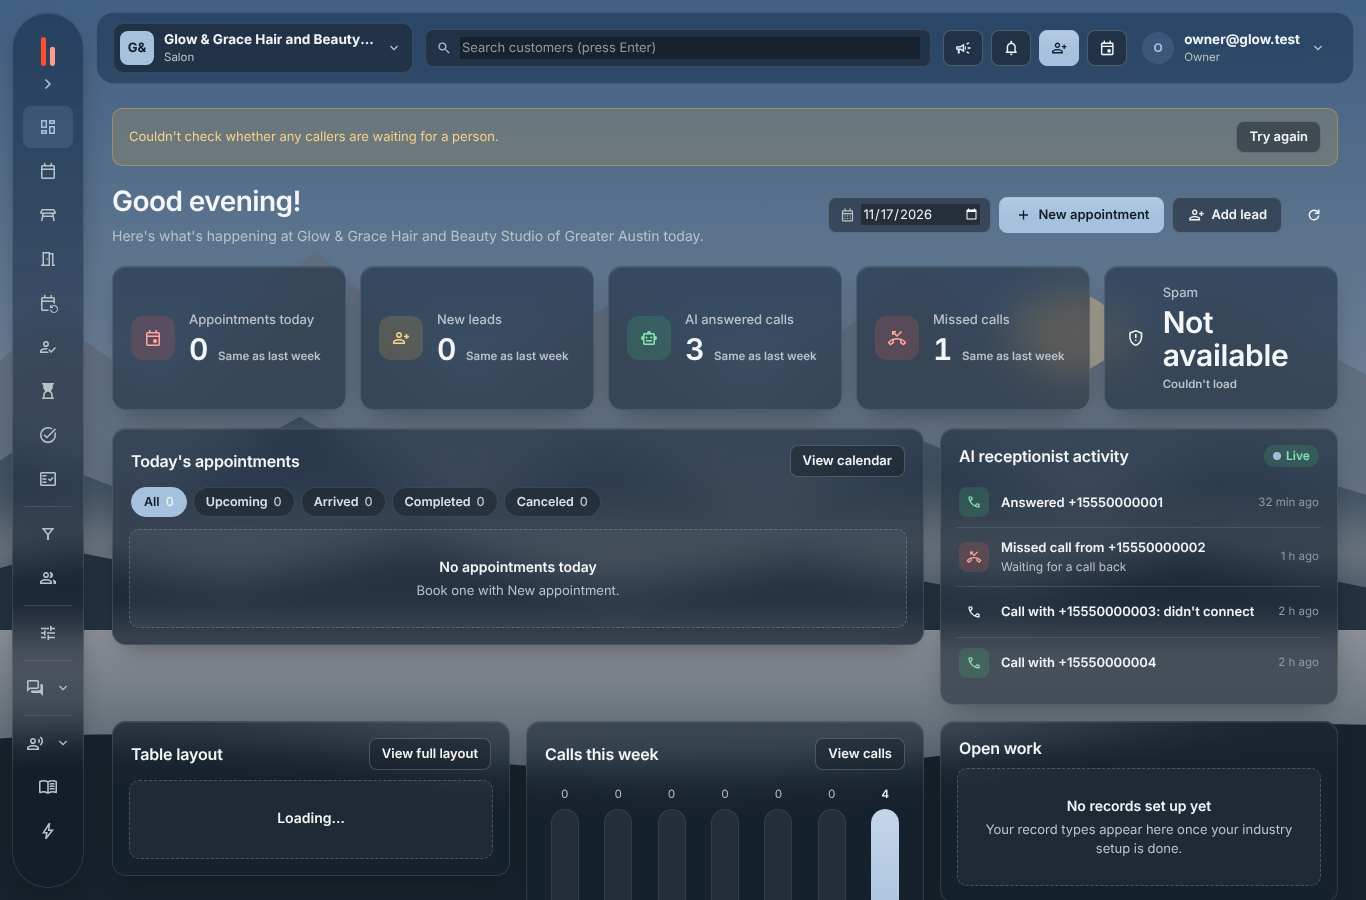 G&
Glow & Grace Hair and Beauty...
Salon
Search customers (press Enter)
O
owner@glow.test
Owner
Couldn't check whether any callers are waiting for a person.
Try again
Good evening!
Here's what's happening at Glow & Grace Hair and Beauty Studio of Greater Austin today.
11/17/2026
New appointment
Add lead
Appointments today
0 Same as last week
New leads
0 Same as last week
AI answered calls
3 Same as last week
Missed calls
1 Same as last week
Spam
Not
available
Couldn't load
Today's appointments
View calendar
All 0
Upcoming 0
Arrived 0
Completed 0
Canceled 0
No appointments today
Book one with New appointment.
AI receptionist activity
Live
Answered +15550000001
32 min ago
Missed call from +15550000002
Waiting for a call back
1 h ago
Call with +15550000003: didn't connect
2 h ago
Call with +15550000004
2 h ago
Table layout
View full layout
Loading...
Calls this week
View calls
0 0 0 0 0 0 4
Open work
No records set up yet
Your record types appear here once your industry
setup is done.